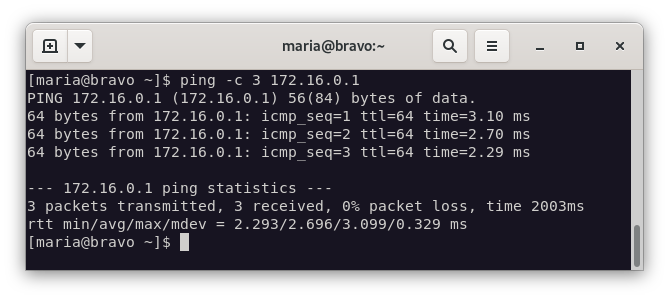 maria@bravo:~
[maria@bravo ~]$ ping -c 3 172.16.0.1
PING 172.16.0.1 (172.16.0.1) 56(84) bytes of data.
64 bytes from 172.16.0.1: icmp_seq=1 ttl=64 time=3.10 ms
64 bytes from 172.16.0.1: icmp_seq=2 ttl=64 time=2.70 ms
64 bytes from 172.16.0.1: icmp_seq=3 ttl=64 time=2.29 ms
--- 172.16.0.1 ping statistics ---
3 packets transmitted, 3 received, 0% packet loss, time 2003ms
rtt min/avg/max/mdev = 2.293/2.696/3.099/0.329 ms
[maria@bravo ~]$